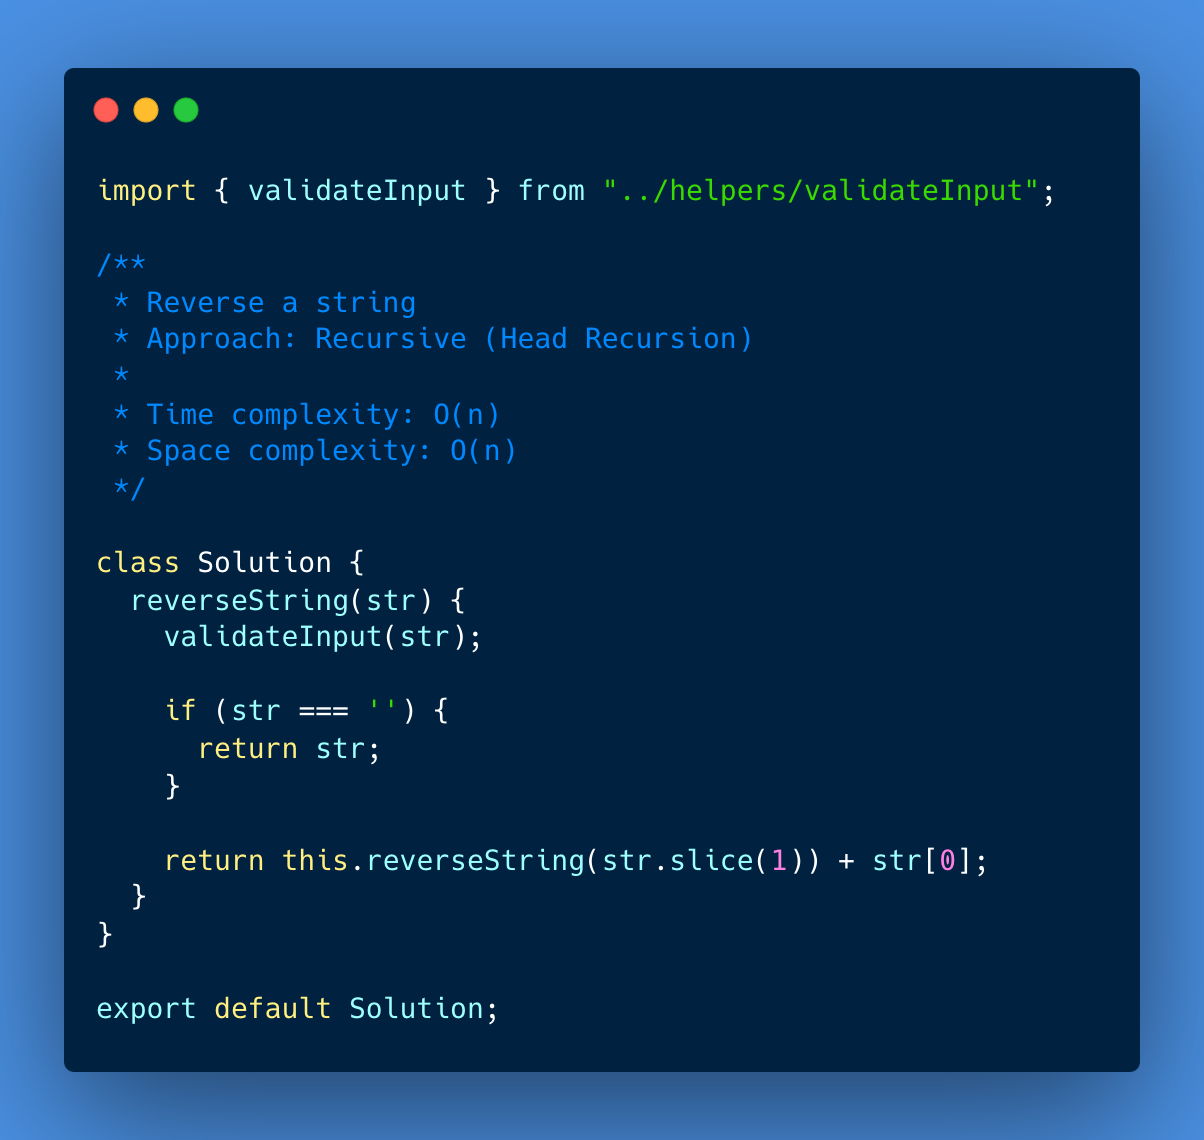 import { validateInput } from "../helpers/validateInput";

/**
 * Reverse a string
 * Approach: Recursive (Head Recursion)
 *
 * Time complexity: O(n)
 * Space complexity: O(n)
 */

class Solution {
  reverseString(str) {
    validateInput(str);

    if (str === '') {
      return str;
    }

    return this.reverseString(str.slice(1)) + str[0];
  }
}

export default Solution;